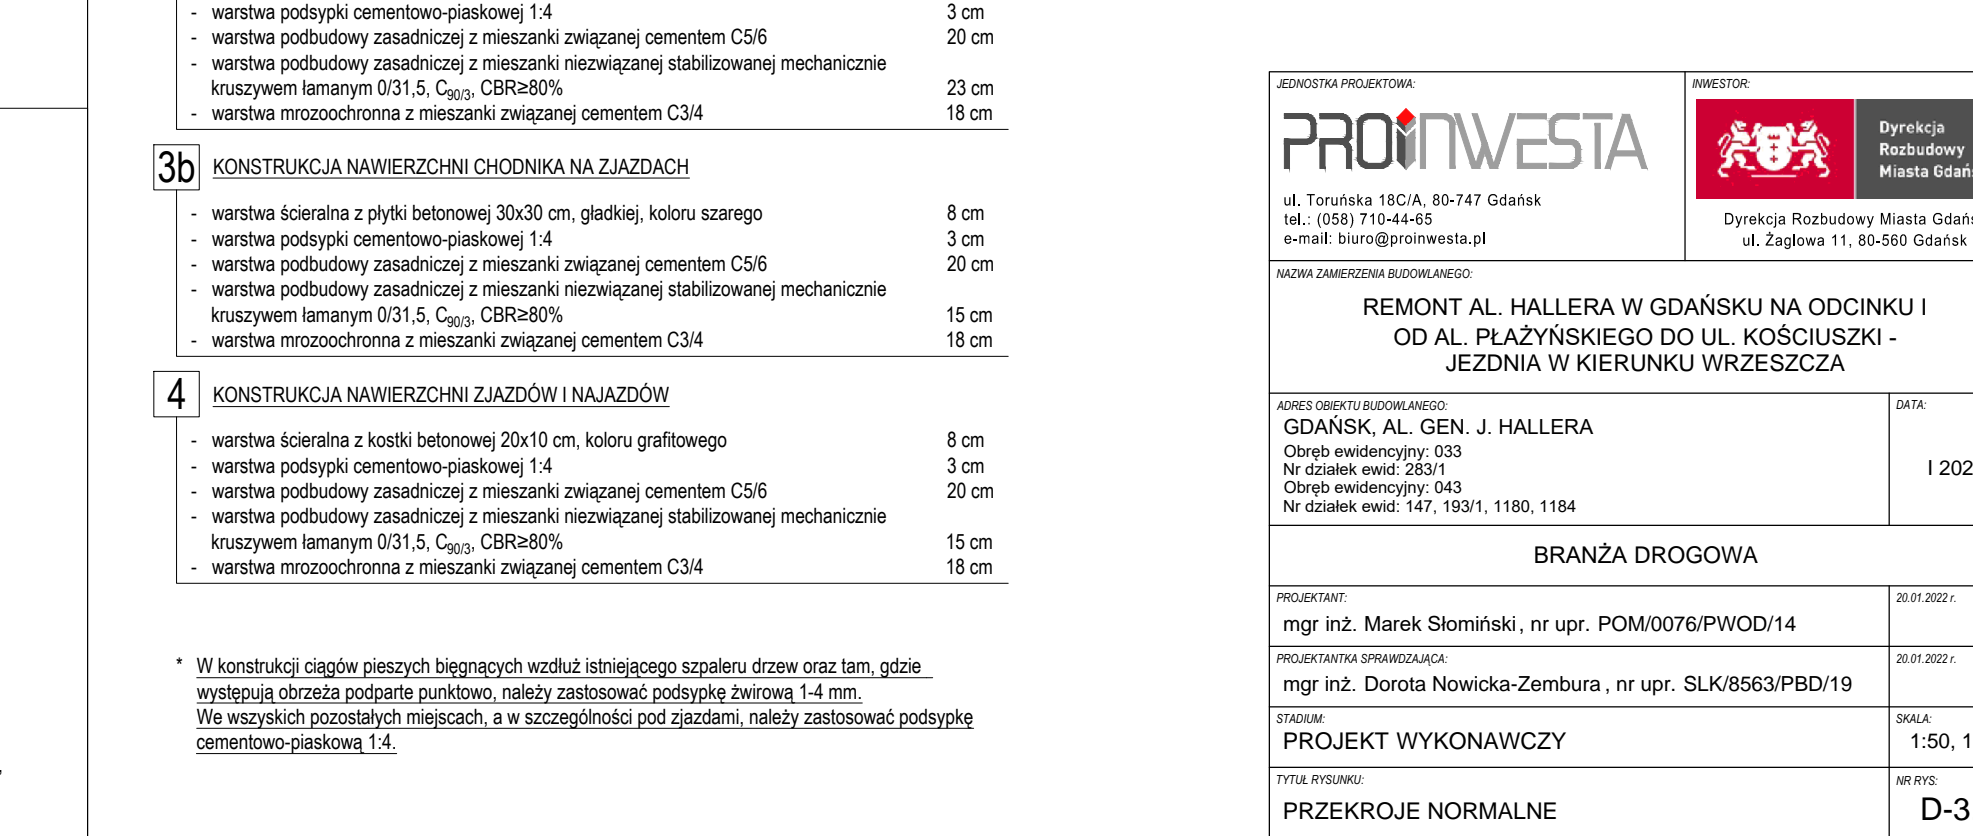 - warstwa podsypki cementowo-piaskowej 1:4 3 cm
- warstwa podbudowy zasadniczej z mieszanki związanej cementem C5/6 20 cm
- warstwa podbudowy zasadniczej z mieszanki niezwiązanej stabilizowanej mechanicznie
kruszywem łamanym 0/31,5, C90/3, CBR≥80% 23 cm
- warstwa mrozoochronna z mieszanki związanej cementem C3/4 18 cm
3b KONSTRUKCJA NAWIERZCHNI CHODNIKA NA ZJAZDACH
- warstwa ścieralna z płytki betonowej 30x30 cm, gładkiej, koloru szarego 8 cm
- warstwa podsypki cementowo-piaskowej 1:4 3 cm
- warstwa podbudowy zasadniczej z mieszanki związanej cementem C5/6 20 cm
- warstwa podbudowy zasadniczej z mieszanki niezwiązanej stabilizowanej mechanicznie
kruszywem łamanym 0/31,5, C90/3, CBR≥80% 15 cm
- warstwa mrozoochronna z mieszanki związanej cementem C3/4 18 cm
4 KONSTRUKCJA NAWIERZCHNI ZJAZDÓW I NAJAZDÓW
- warstwa ścieralna z kostki betonowej 20x10 cm, koloru grafitowego 8 cm
- warstwa podsypki cementowo-piaskowej 1:4 3 cm
- warstwa podbudowy zasadniczej z mieszanki związanej cementem C5/6 20 cm
- warstwa podbudowy zasadniczej z mieszanki niezwiązanej stabilizowanej mechanicznie
kruszywem łamanym 0/31,5, C90/3, CBR≥80% 15 cm
- warstwa mrozoochronna z mieszanki związanej cementem C3/4 18 cm
* W konstrukcji ciągów pieszych bięgnących wzdłuż istniejącego szpaleru drzew oraz tam, gdzie
występują obrzeża podparte punktowo, należy zastosować podsypkę żwirową 1-4 mm.
We wszyskich pozostałych miejscach, a w szczególności pod zjazdami, należy zastosować podsypkę
cementowo-piaskową 1:4.
JEDNOSTKA PROJEKTOWA:
PROINWESTA
ul. Toruńska 18C/A, 80-747 Gdańsk
tel.: (058) 710-44-65
e-mail: biuro@proinwesta.pl
INWESTOR:
Dyrekcja
Rozbudowy
Miasta Gdań
Dyrekcja Rozbudowy Miasta Gdań
ul. Żaglowa 11, 80-560 Gdańsk
NAZWA ZAMIERZENIA BUDOWLANEGO:
REMONT AL. HALLERA W GDAŃSKU NA ODCINKU I
OD AL. PŁAŻYŃSKIEGO DO UL. KOŚCIUSZKI -
JEZDNIA W KIERUNKU WRZESZCZA
ADRES OBIEKTU BUDOWLANEGO:
GDAŃSK, AL. GEN. J. HALLERA
Obręb ewidencyjny: 033
Nr działek ewid: 283/1
Obręb ewidencyjny: 043
Nr działek ewid: 147, 193/1, 1180, 1184
DATA:
I 202
BRANŻA DROGOWA
PROJEKTANT: 20.01.2022 r.
mgr inż. Marek Słomiński, nr upr. POM/0076/PWOD/14
PROJEKTANTKA SPRAWDZAJĄCA: 20.01.2022 r.
mgr inż. Dorota Nowicka-Zembura, nr upr. SLK/8563/PBD/19
STADIUM: SKALA:
PROJEKT WYKONAWCZY 1:50, 1
TYTUŁ RYSUNKU: NR RYS:
PRZEKROJE NORMALNE D-3